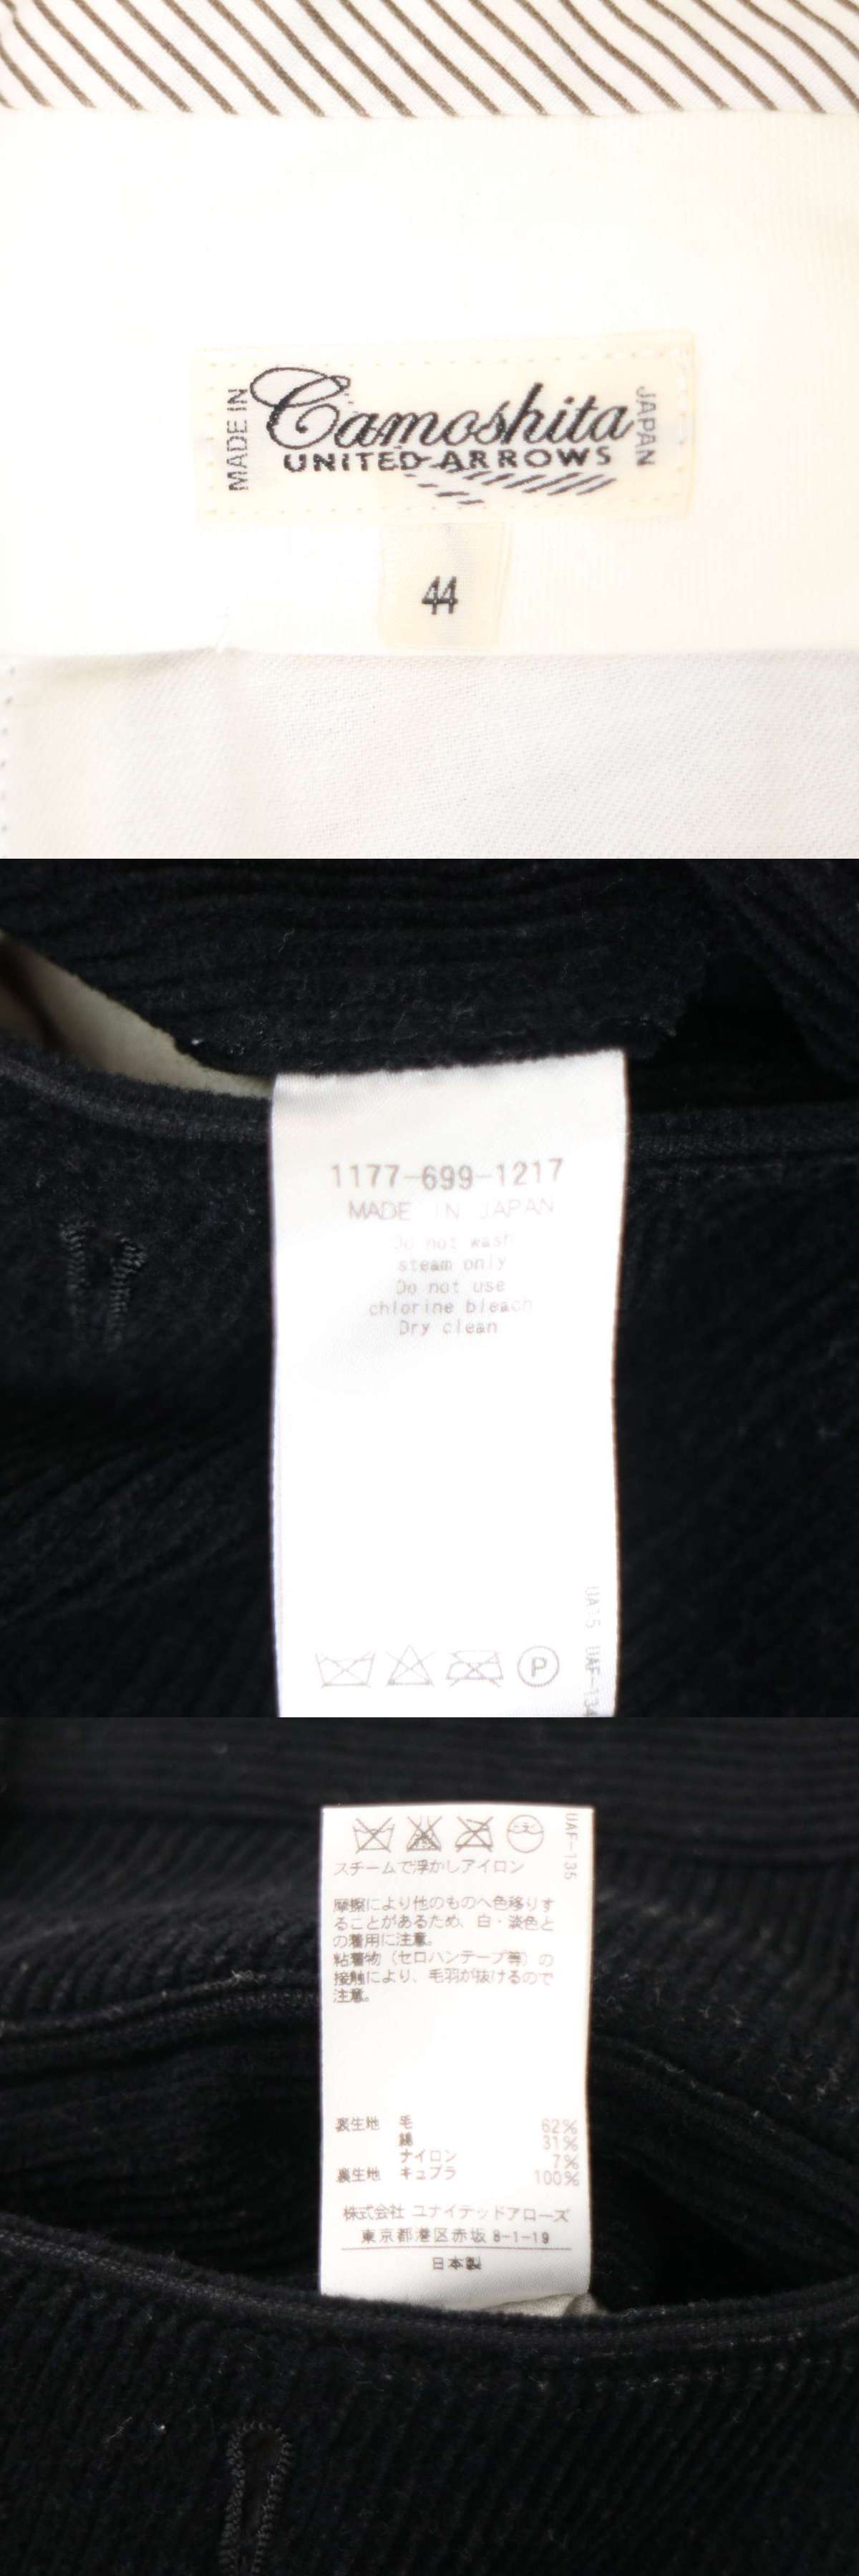 MADE IN
Camoshita
JAPAN
UNITED ARROWS
44
1177-699-1217
MADE IN JAPAN
Do not wash
steam only
Do not use
chlorine bleach
Dry clean
P
UA15 UAF-134
UAF-135
スチームで浮かしアイロン
摩擦により他のものへ色移りす
ることがあるため、白・淡色と
の着用に注意。
粘着物（セロハンテープ等）の
接触により、毛羽が抜けるので
注意。
表生地 毛 62%
綿 31%
ナイロン 7%
裏生地 キュプラ 100%
株式会社 ユナイテッドアローズ
東京都港区赤坂 8-1-19
日本製